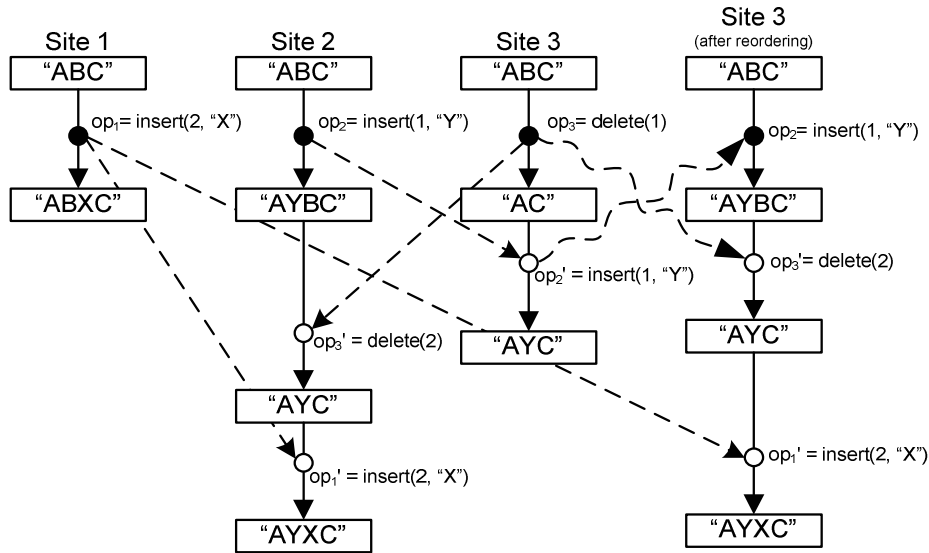 Site 1
Site 2
Site 3
Site 3
(after reordering)
"ABC"
"ABC"
"ABC"
"ABC"
op₁= insert(2, “X”)
op₂= insert(1, “Y”)
op₃= delete(1)
op₂= insert(1, “Y”)
“ABXC”
“AYBC”
“AC”
“AYBC”
op₂' = insert(1, “Y”)
op₃'= delete(2)
op₃' = delete(2)
“AYC”
“AYC”
“AYC”
op₁' = insert(2, “X”)
op₁' = insert(2, “X”)
“AYXC”
“AYXC”